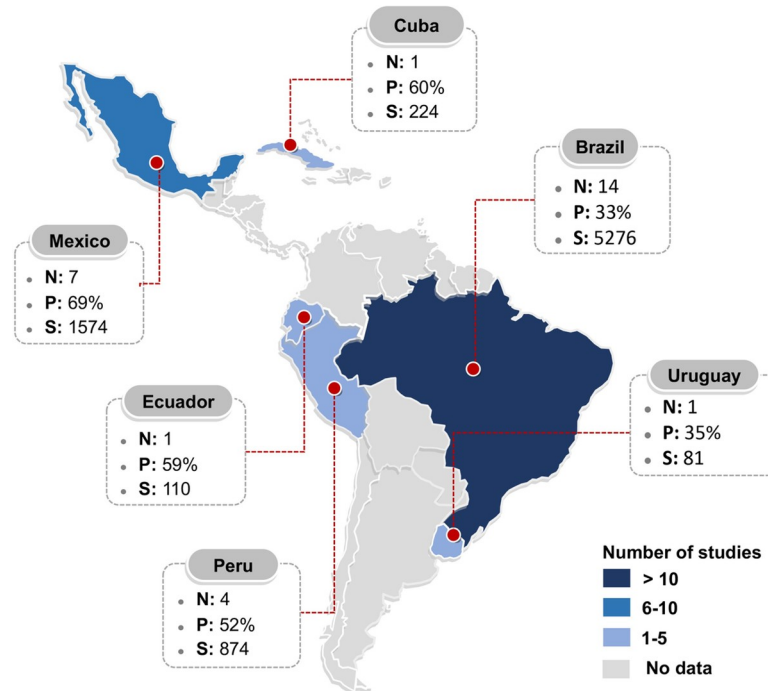 Cuba
N: 1
P: 60%
S: 224
Brazil
N: 14
P: 33%
S: 5276
Mexico
N: 7
P: 69%
S: 1574
Uruguay
N: 1
P: 35%
S: 81
Ecuador
N: 1
P: 59%
S: 110
Peru
N: 4
P: 52%
S: 874
Number of studies
> 10
6-10
1-5
No data